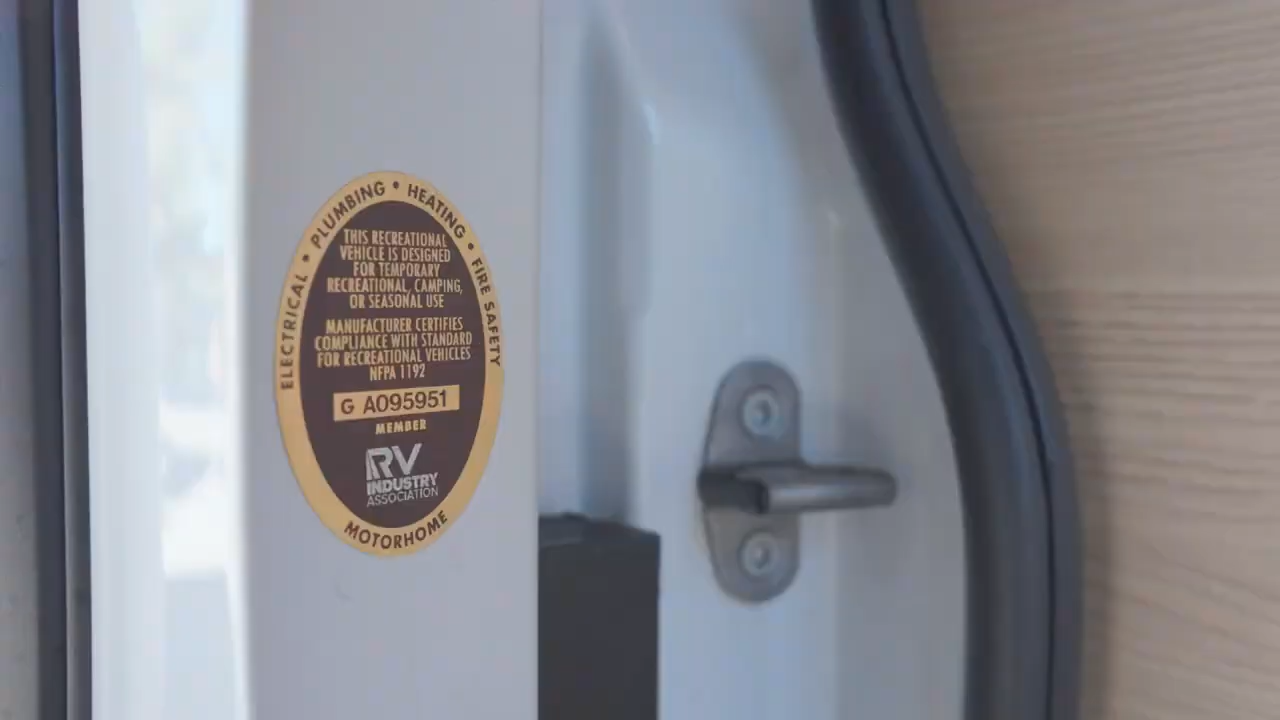 ELECTRICAL • PLUMBING • HEATING • FIRE SAFETY
THIS RECREATIONAL
VEHICLE IS DESIGNED
FOR TEMPORARY
RECREATIONAL, CAMPING,
OR SEASONAL USE
MANUFACTURER CERTIFIES
COMPLIANCE WITH STANDARD
FOR RECREATIONAL VEHICLES
NFPA 1192
G A095951
MEMBER
RV
INDUSTRY
ASSOCIATION
MOTORHOME